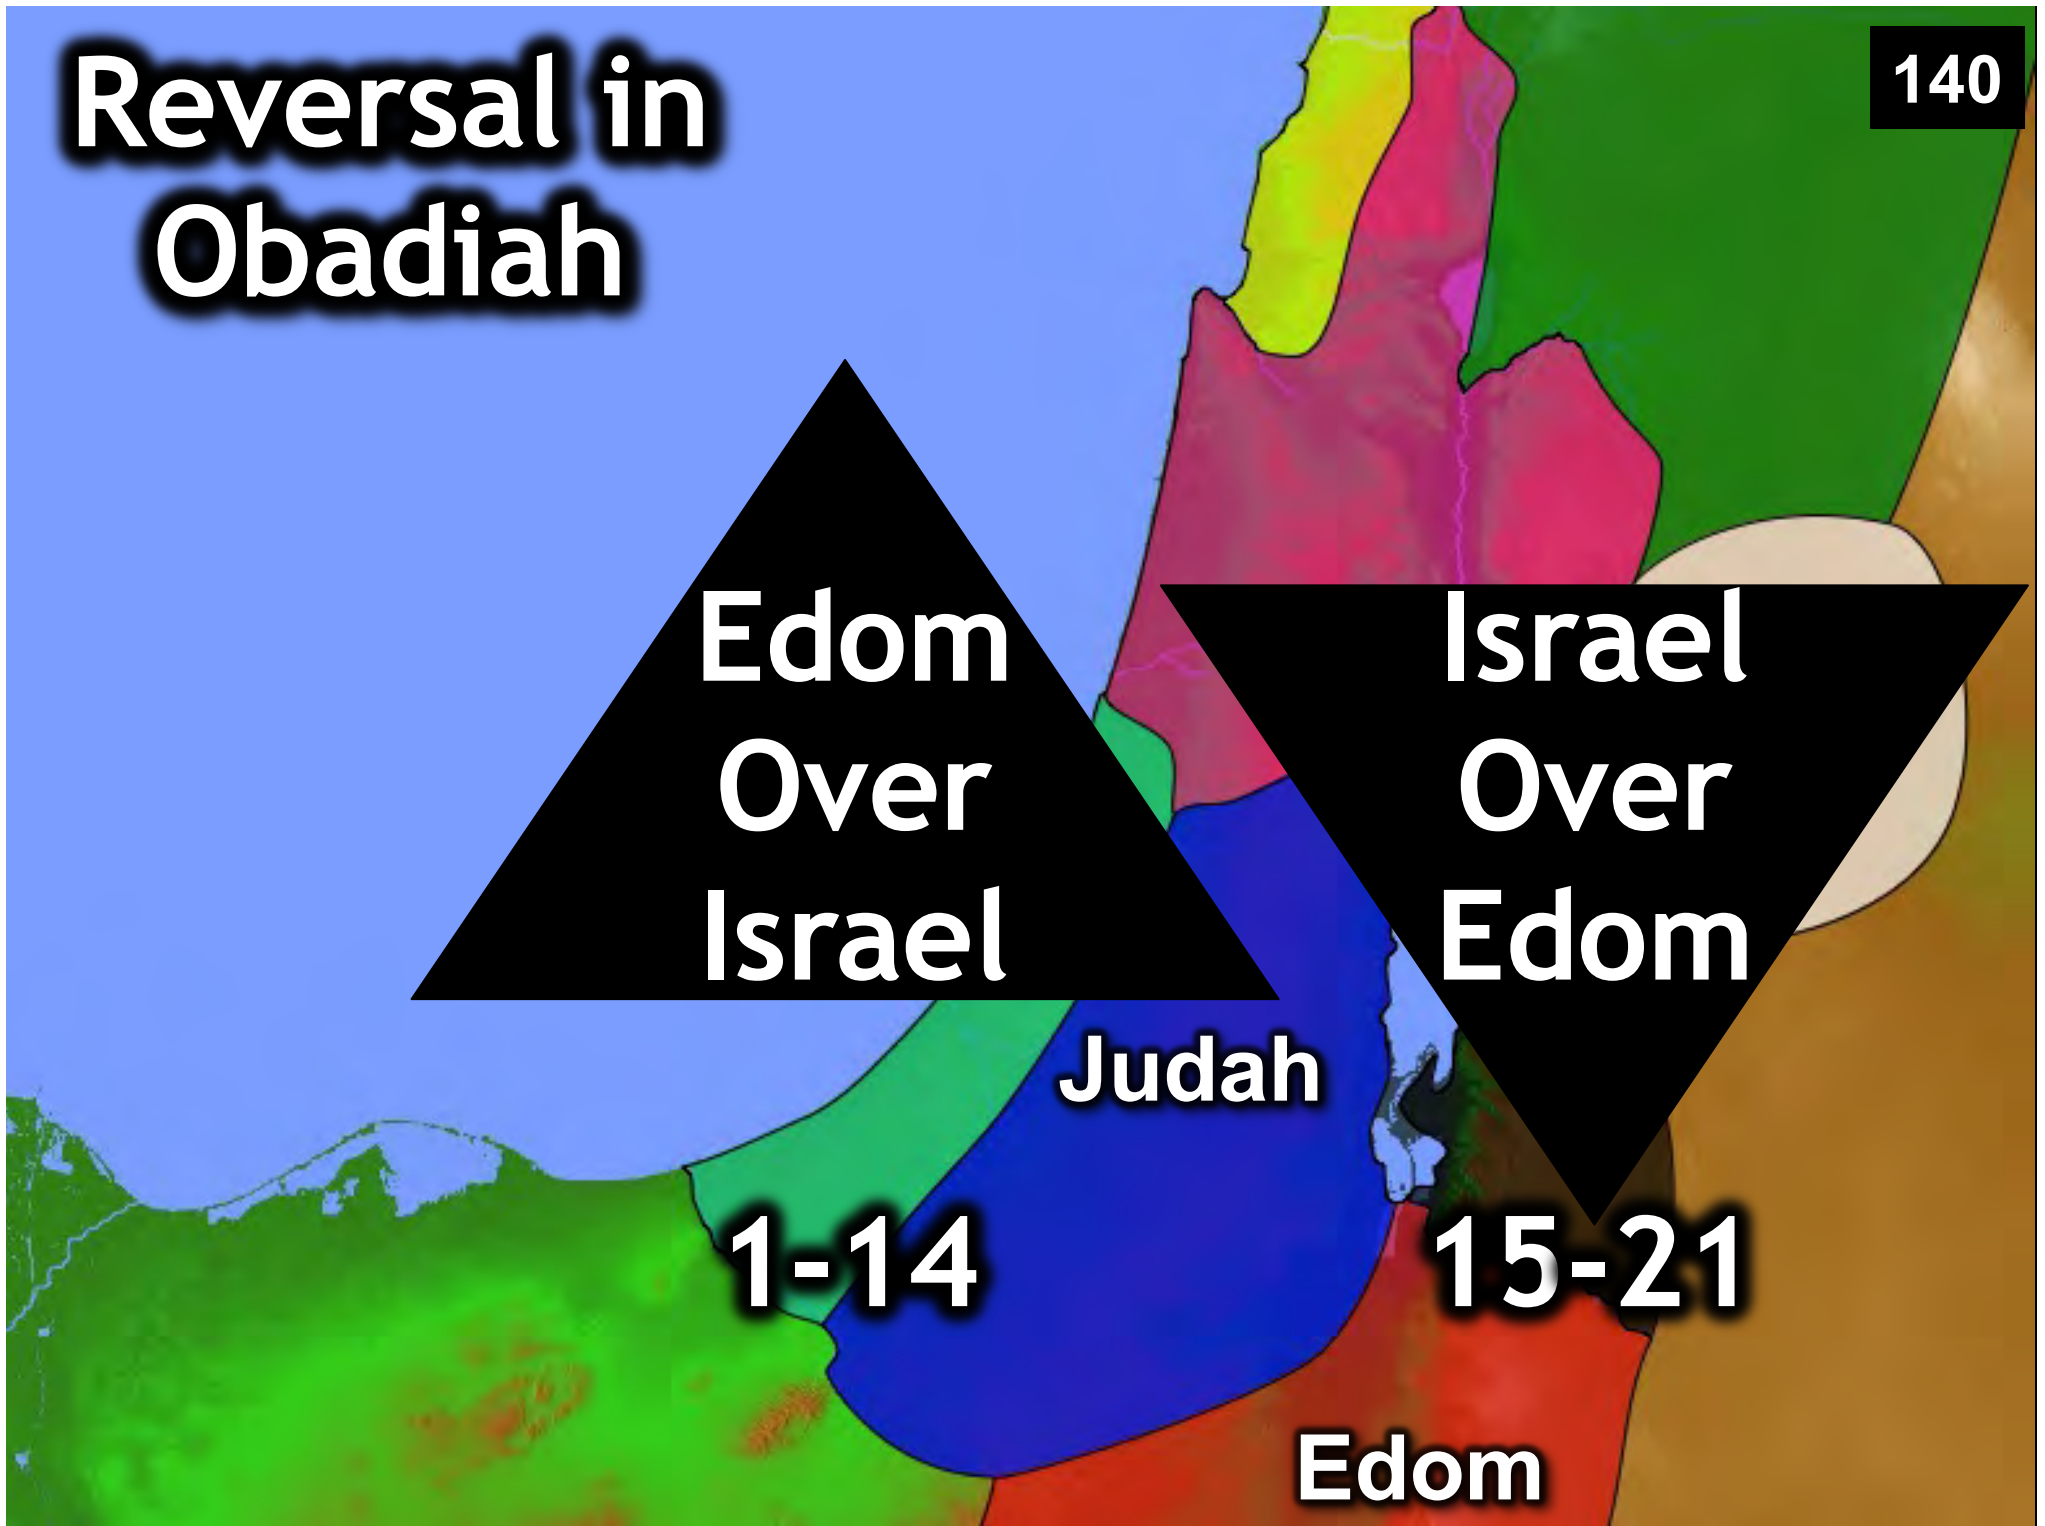 Reversal in
Obadiah
140
Edom
Over
Israel
Israel
Over
Edom
Judah
1-14
15-21
Edom